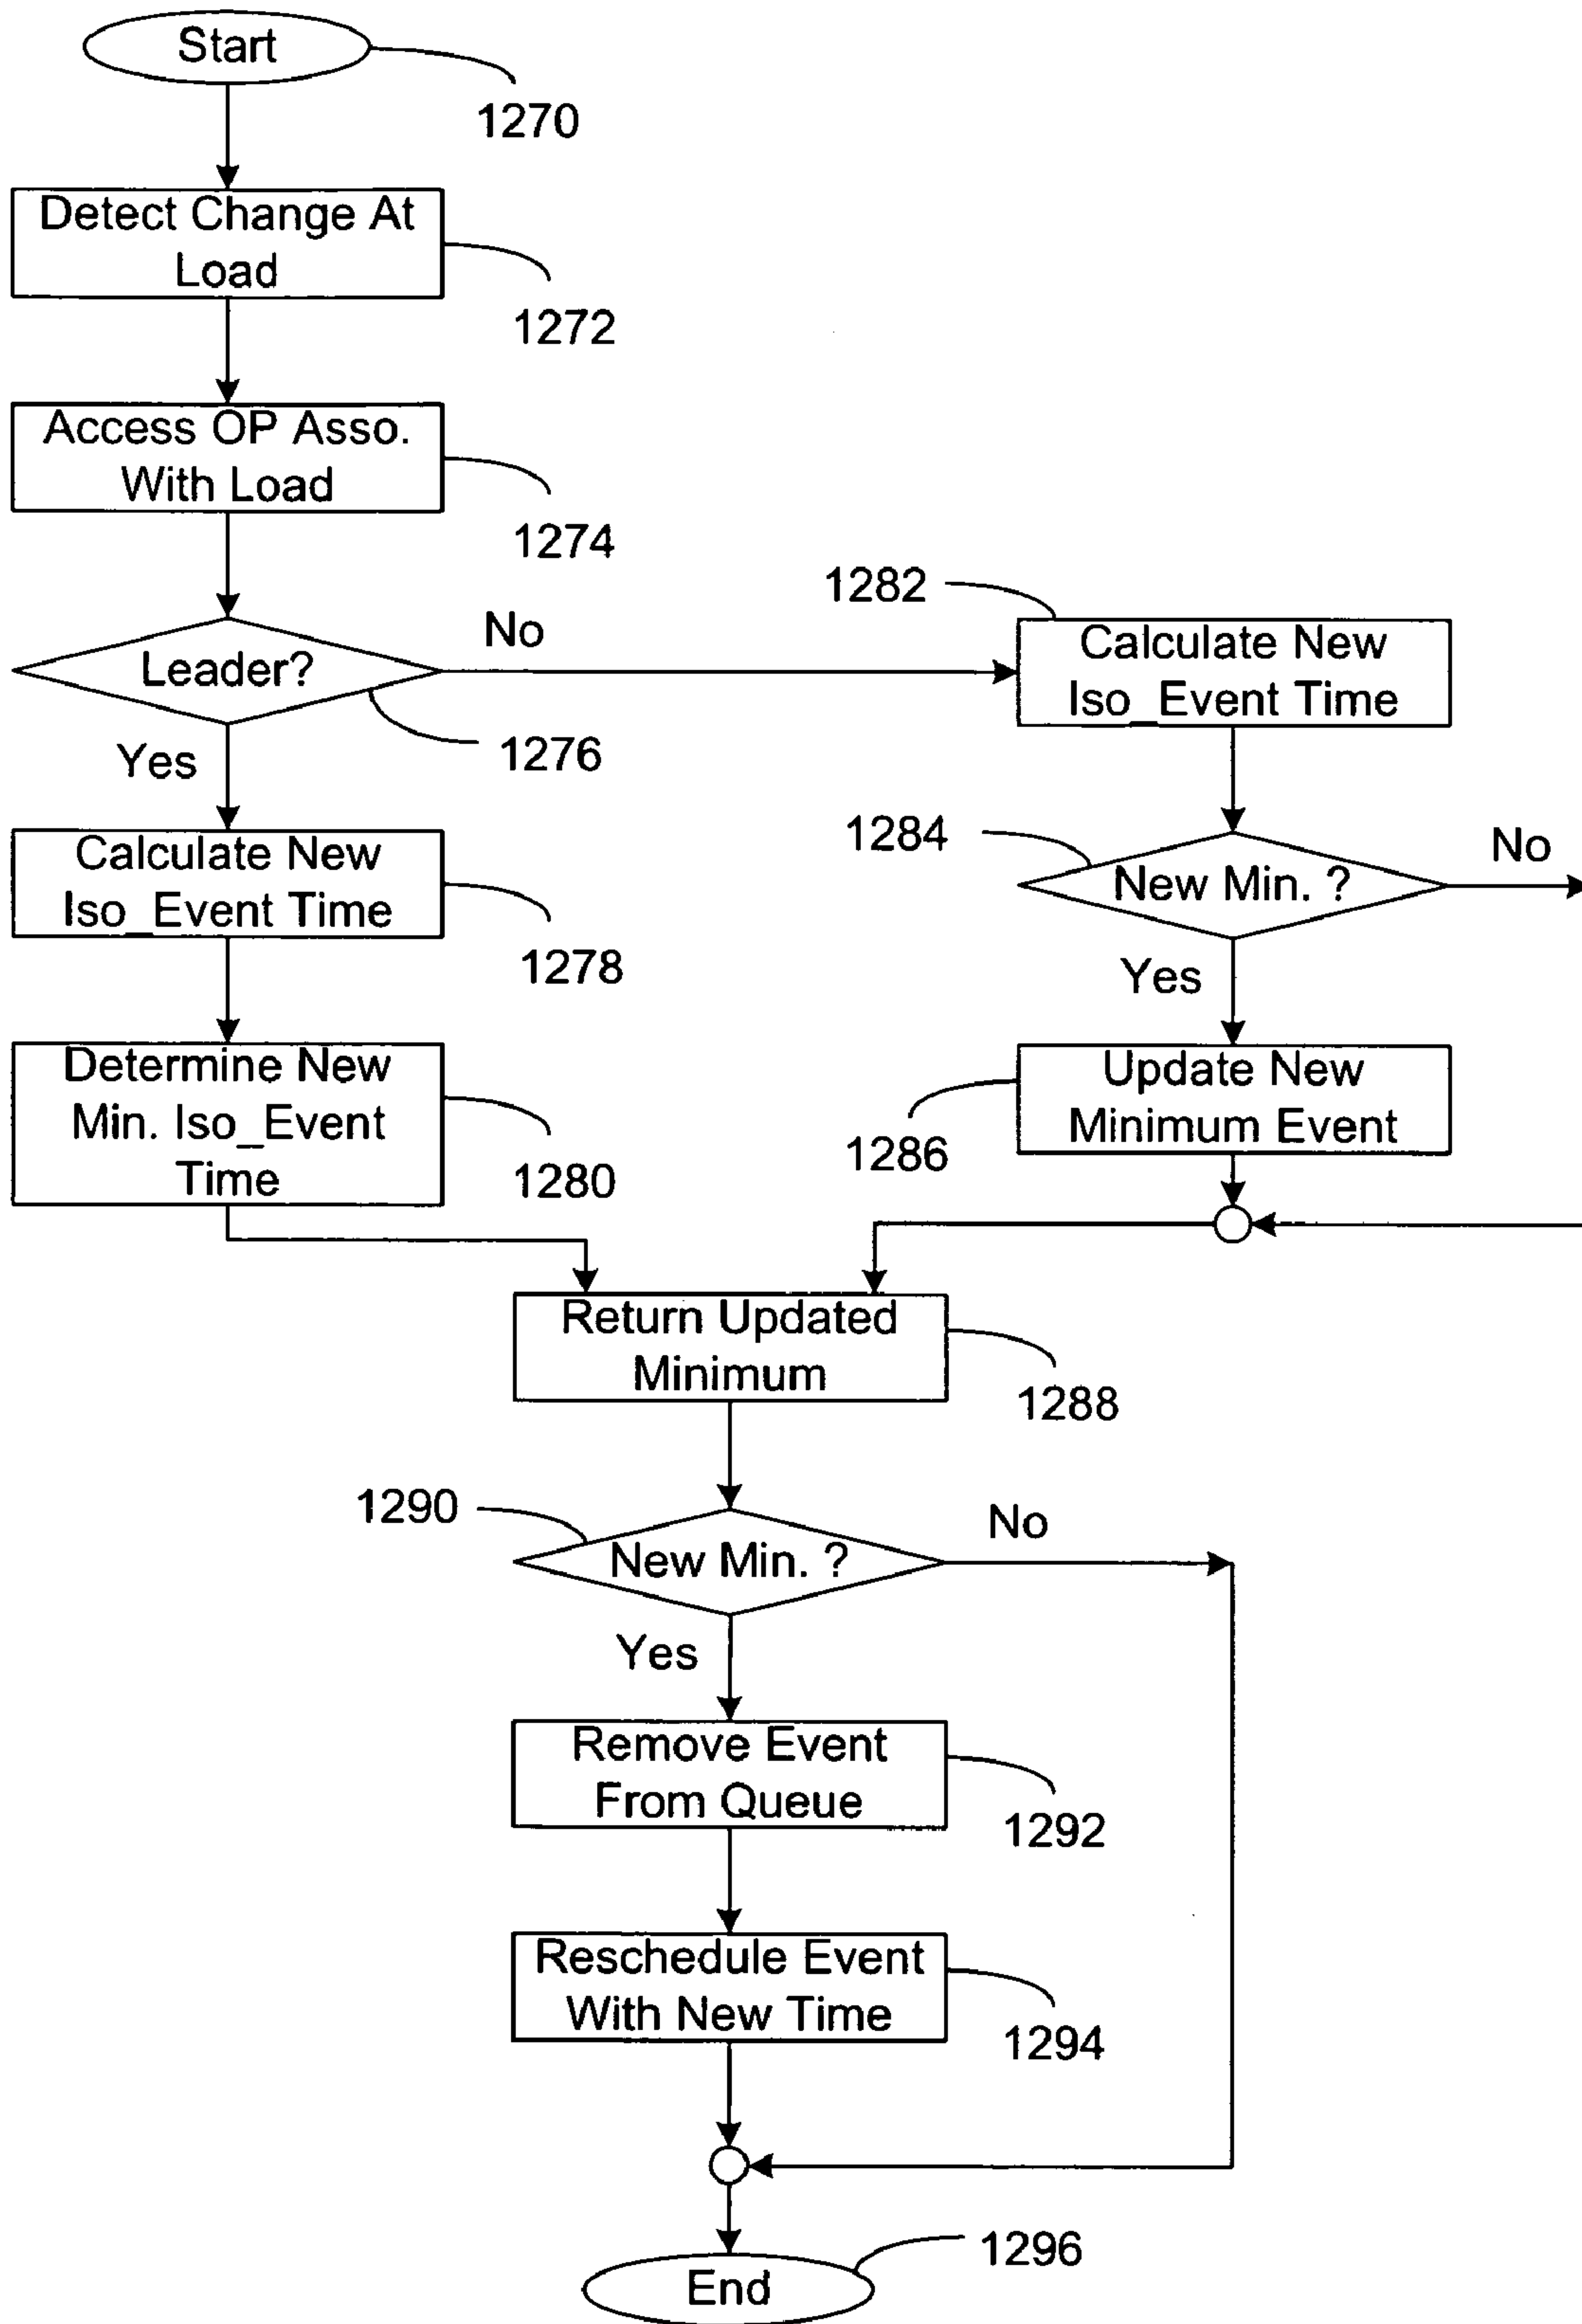 Start
1270
Detect Change At
Load
1272
Access OP Asso.
With Load
1274
Leader?
No
1276
Yes
1282
Calculate New
Iso_Event Time
Calculate New
Iso_Event Time
1278
1284
New Min. ?
No
Yes
Determine New
Min. Iso_Event
Time
1280
Update New
Minimum Event
1286
Return Updated
Minimum
1288
1290
New Min. ?
No
Yes
Remove Event
From Queue
1292
Reschedule Event
With New Time
1294
1296
End